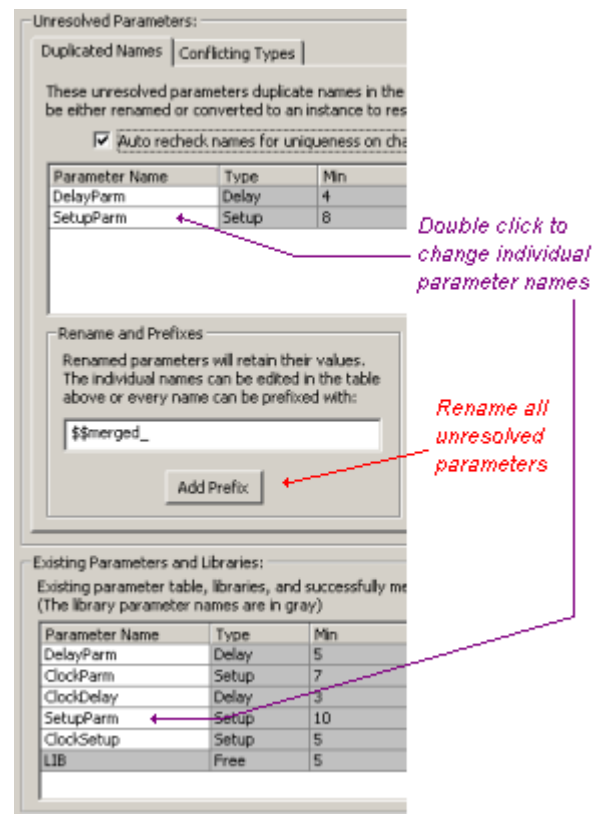 Unresolved Parameters:
Duplicated Names
Conflicting Types
These unresolved parameters duplicate names in the
be either renamed or converted to an instance to res
Auto recheck names for uniqueness on cha
Parameter Name Type Min
DelayParm Delay 4
SetupParm Setup 8
Double click to
change individual
parameter names
Rename and Prefixes
Renamed parameters will retain their values.
The individual names can be edited in the table
above or every name can be prefixed with:
$$merged_
Add Prefix
Rename all
unresolved
parameters
Existing Parameters and Libraries:
Existing parameter table, libraries, and successfully me
(The library parameter names are in gray)
Parameter Name Type Min
DelayParm Delay 5
ClockParm Setup 7
ClockDelay Delay 3
SetupParm Setup 10
ClockSetup Setup 5
LIB Free 5